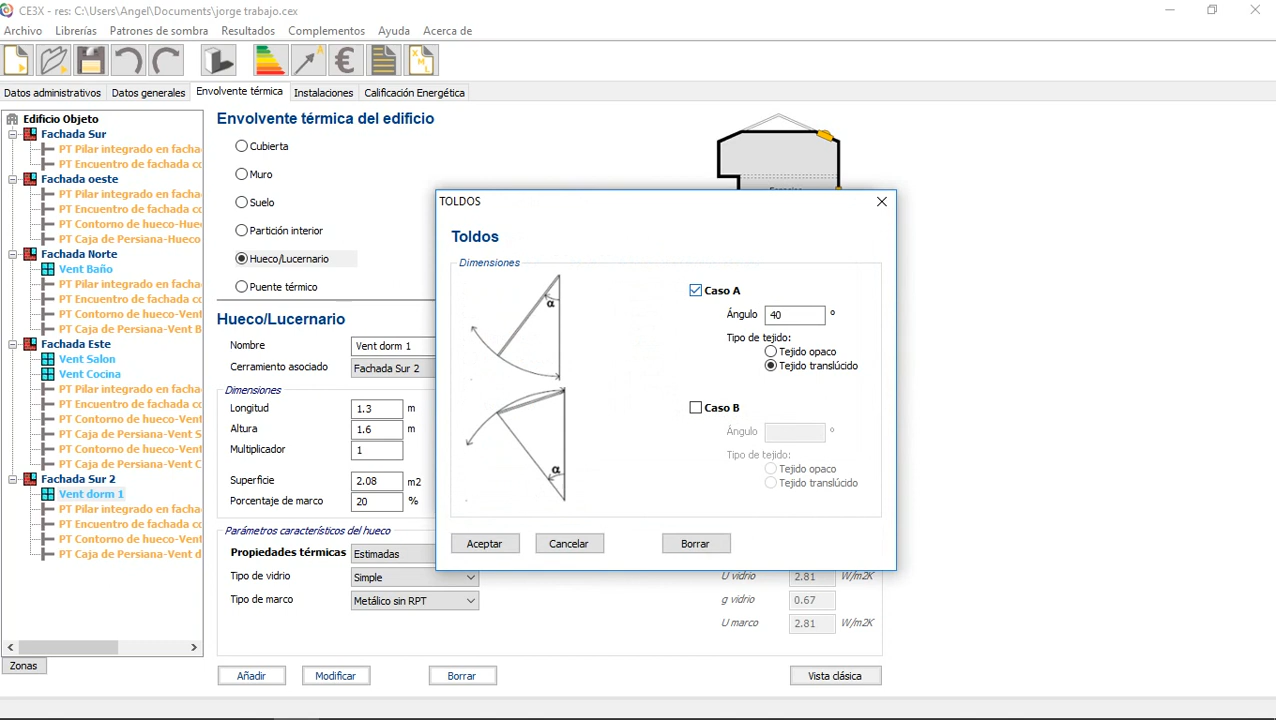 CE3X - res: C:\Users\Angel\Documents\jorge trabajo.cex
Archivo Librerías Patrones de sombra Resultados Complementos Ayuda Acerca de
Datos administrativos Datos generales Envolvente térmica Instalaciones Calificación Energética
Edificio Objeto
Fachada Sur
PT Pilar integrado en facha
PT Encuentro de fachada co
Fachada oeste
PT Pilar integrado en facha
PT Encuentro de fachada co
PT Contorno de hueco-Hue
PT Caja de Persiana-Hueco
Fachada Norte
Vent Baño
PT Pilar integrado en facha
PT Encuentro de fachada co
PT Contorno de hueco-Vent
PT Caja de Persiana-Vent B
Fachada Este
Vent Salon
Vent Cocina
PT Pilar integrado en facha
PT Encuentro de fachada co
PT Contorno de hueco-Vent
PT Caja de Persiana-Vent S
PT Contorno de hueco-Vent
PT Caja de Persiana-Vent C
Fachada Sur 2
Vent dorm 1
PT Pilar integrado en facha
PT Encuentro de fachada co
PT Contorno de hueco-Vent
PT Caja de Persiana-Vent d
Zonas
Envolvente térmica del edificio
Cubierta
Muro
Suelo
Partición interior
Hueco/Lucernario
Puente térmico
Hueco/Lucernario
Nombre Vent dorm 1
Cerramiento asociado Fachada Sur 2
Dimensiones
Longitud 1.3 m
Altura 1.6 m
Multiplicador 1
Superficie 2.08 m2
Porcentaje de marco 20 %
Parámetros característicos del hueco
Propiedades térmicas Estimadas
Tipo de vidrio Simple
Tipo de marco Metálico sin RPT
U vidrio 2.81 W/m2K
g vidrio 0.67
U marco 2.81 W/m2K
Añadir Modificar Borrar Vista clásica
TOLDOS
Toldos
Dimensiones
α
α
Caso A
Ángulo 40 º
Tipo de tejido:
Tejido opaco
Tejido translúcido
Caso B
Ángulo º
Tipo de tejido:
Tejido opaco
Tejido translúcido
Aceptar Cancelar Borrar